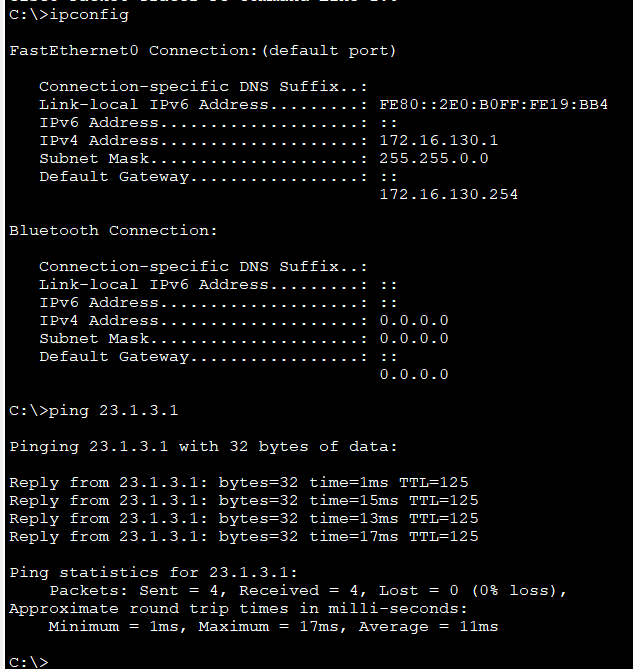 C:\>ipconfig
FastEthernet0 Connection:(default port)
Connection-specific DNS Suffix..:
Link-local IPv6 Address.........: FE80::2E0:B0FF:FE19:BB4
IPv6 Address....................: ::
IPv4 Address....................: 172.16.130.1
Subnet Mask.....................: 255.255.0.0
Default Gateway.................: ::
172.16.130.254
Bluetooth Connection:
Connection-specific DNS Suffix..:
Link-local IPv6 Address.........: ::
IPv6 Address....................: ::
IPv4 Address....................: 0.0.0.0
Subnet Mask.....................: 0.0.0.0
Default Gateway.................: ::
0.0.0.0
C:\>ping 23.1.3.1
Pinging 23.1.3.1 with 32 bytes of data:
Reply from 23.1.3.1: bytes=32 time=1ms TTL=125
Reply from 23.1.3.1: bytes=32 time=15ms TTL=125
Reply from 23.1.3.1: bytes=32 time=13ms TTL=125
Reply from 23.1.3.1: bytes=32 time=17ms TTL=125
Ping statistics for 23.1.3.1:
Packets: Sent = 4, Received = 4, Lost = 0 (0% loss),
Approximate round trip times in milli-seconds:
Minimum = 1ms, Maximum = 17ms, Average = 11ms
C:\>